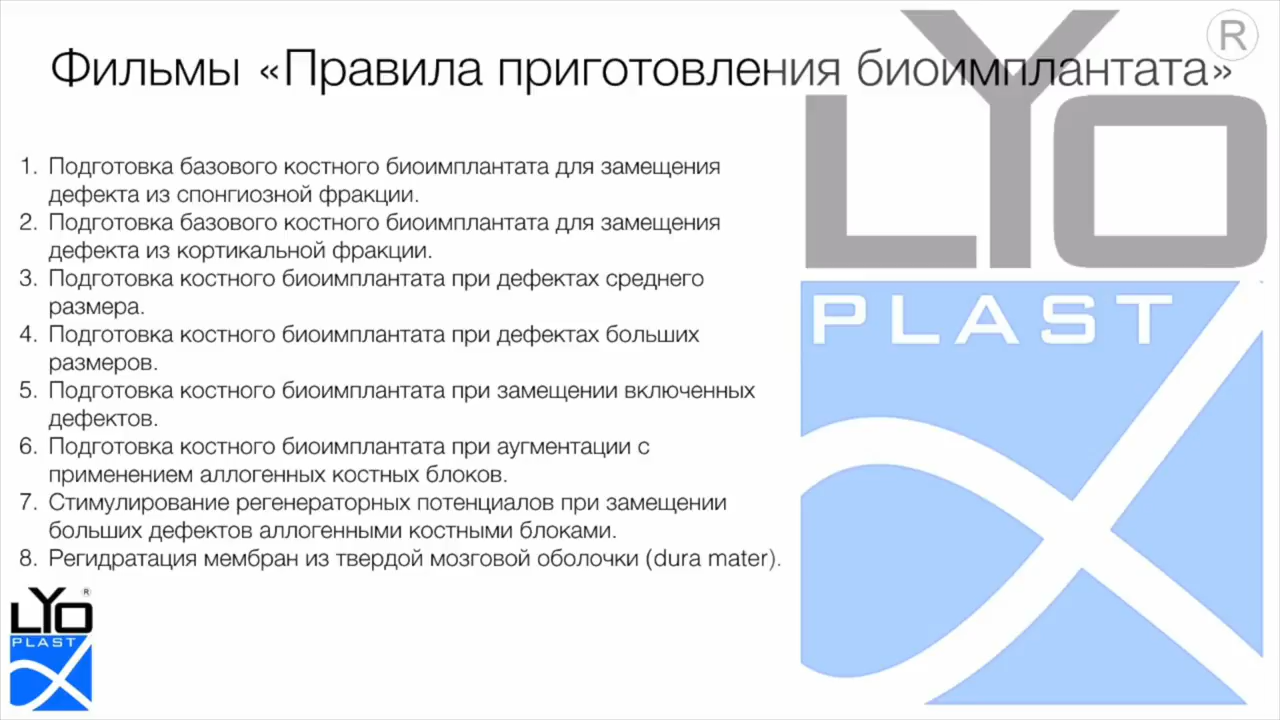 Фильмы «Правила приготовления биоимплантата»
1. Подготовка базового костного биоимплантата для замещения
дефекта из спонгиозной фракции.
2. Подготовка базового костного биоимплантата для замещения
дефекта из кортикальной фракции.
3. Подготовка костного биоимплантата при дефектах среднего
размера.
4. Подготовка костного биоимплантата при дефектах больших
размеров.
5. Подготовка костного биоимплантата при замещении включенных
дефектов.
6. Подготовка костного биоимплантата при аугментации с
применением аллогенных костных блоков.
7. Стимулирование регенераторных потенциалов при замещении
больших дефектов аллогенными костными блоками.
8. Регидратация мембран из твердой мозговой оболочки (dura mater).
LYO ®
PLAST
LYO ®
PLAST